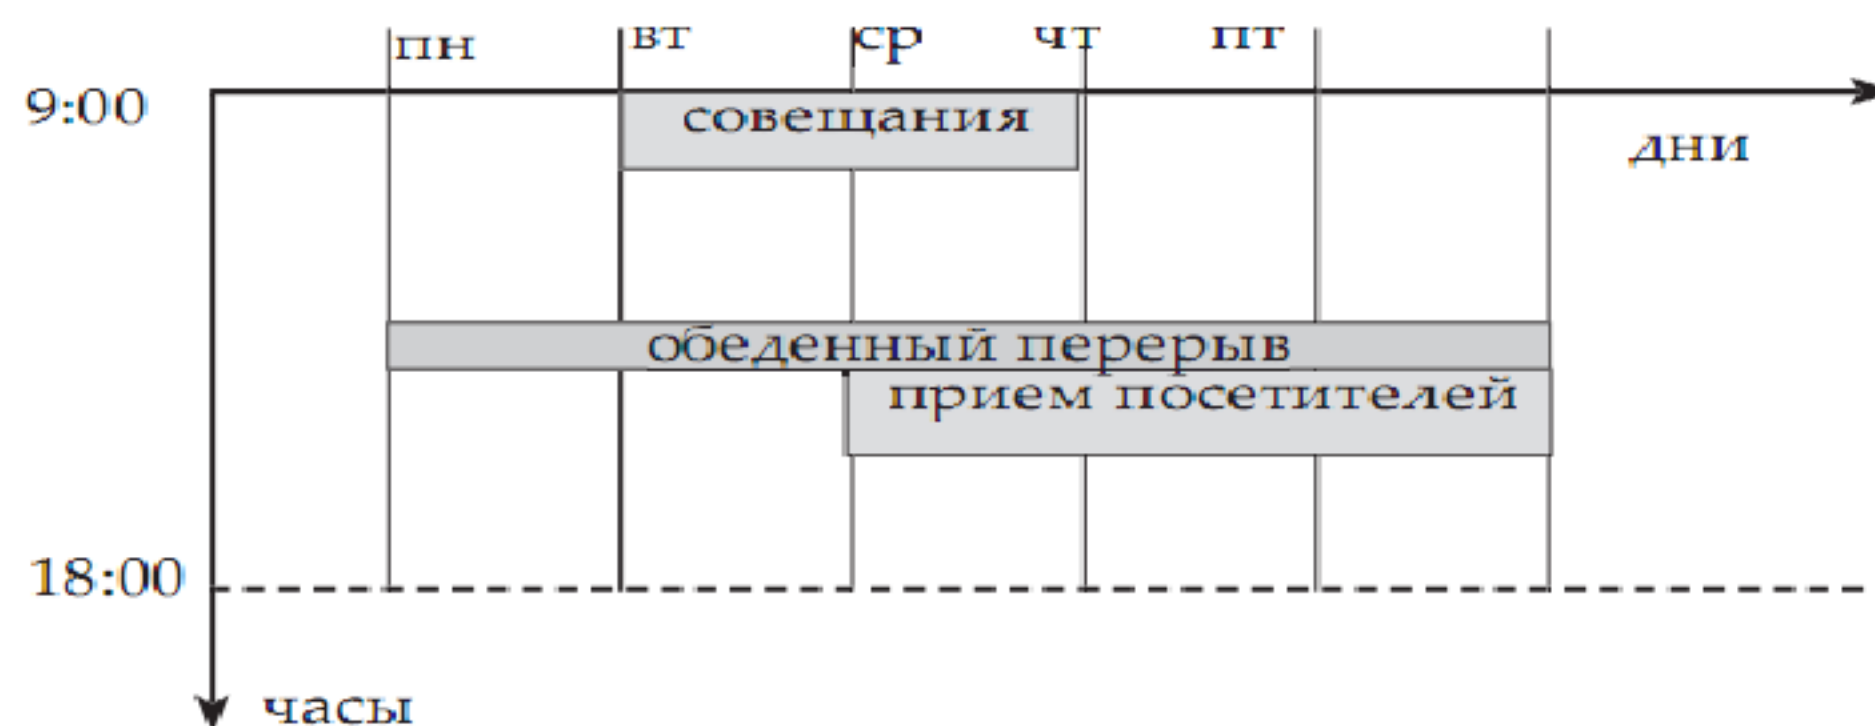 пн вт ср чт пт
9:00
совещания
дни
обеденный перерыв
прием посетителей
18:00
часы